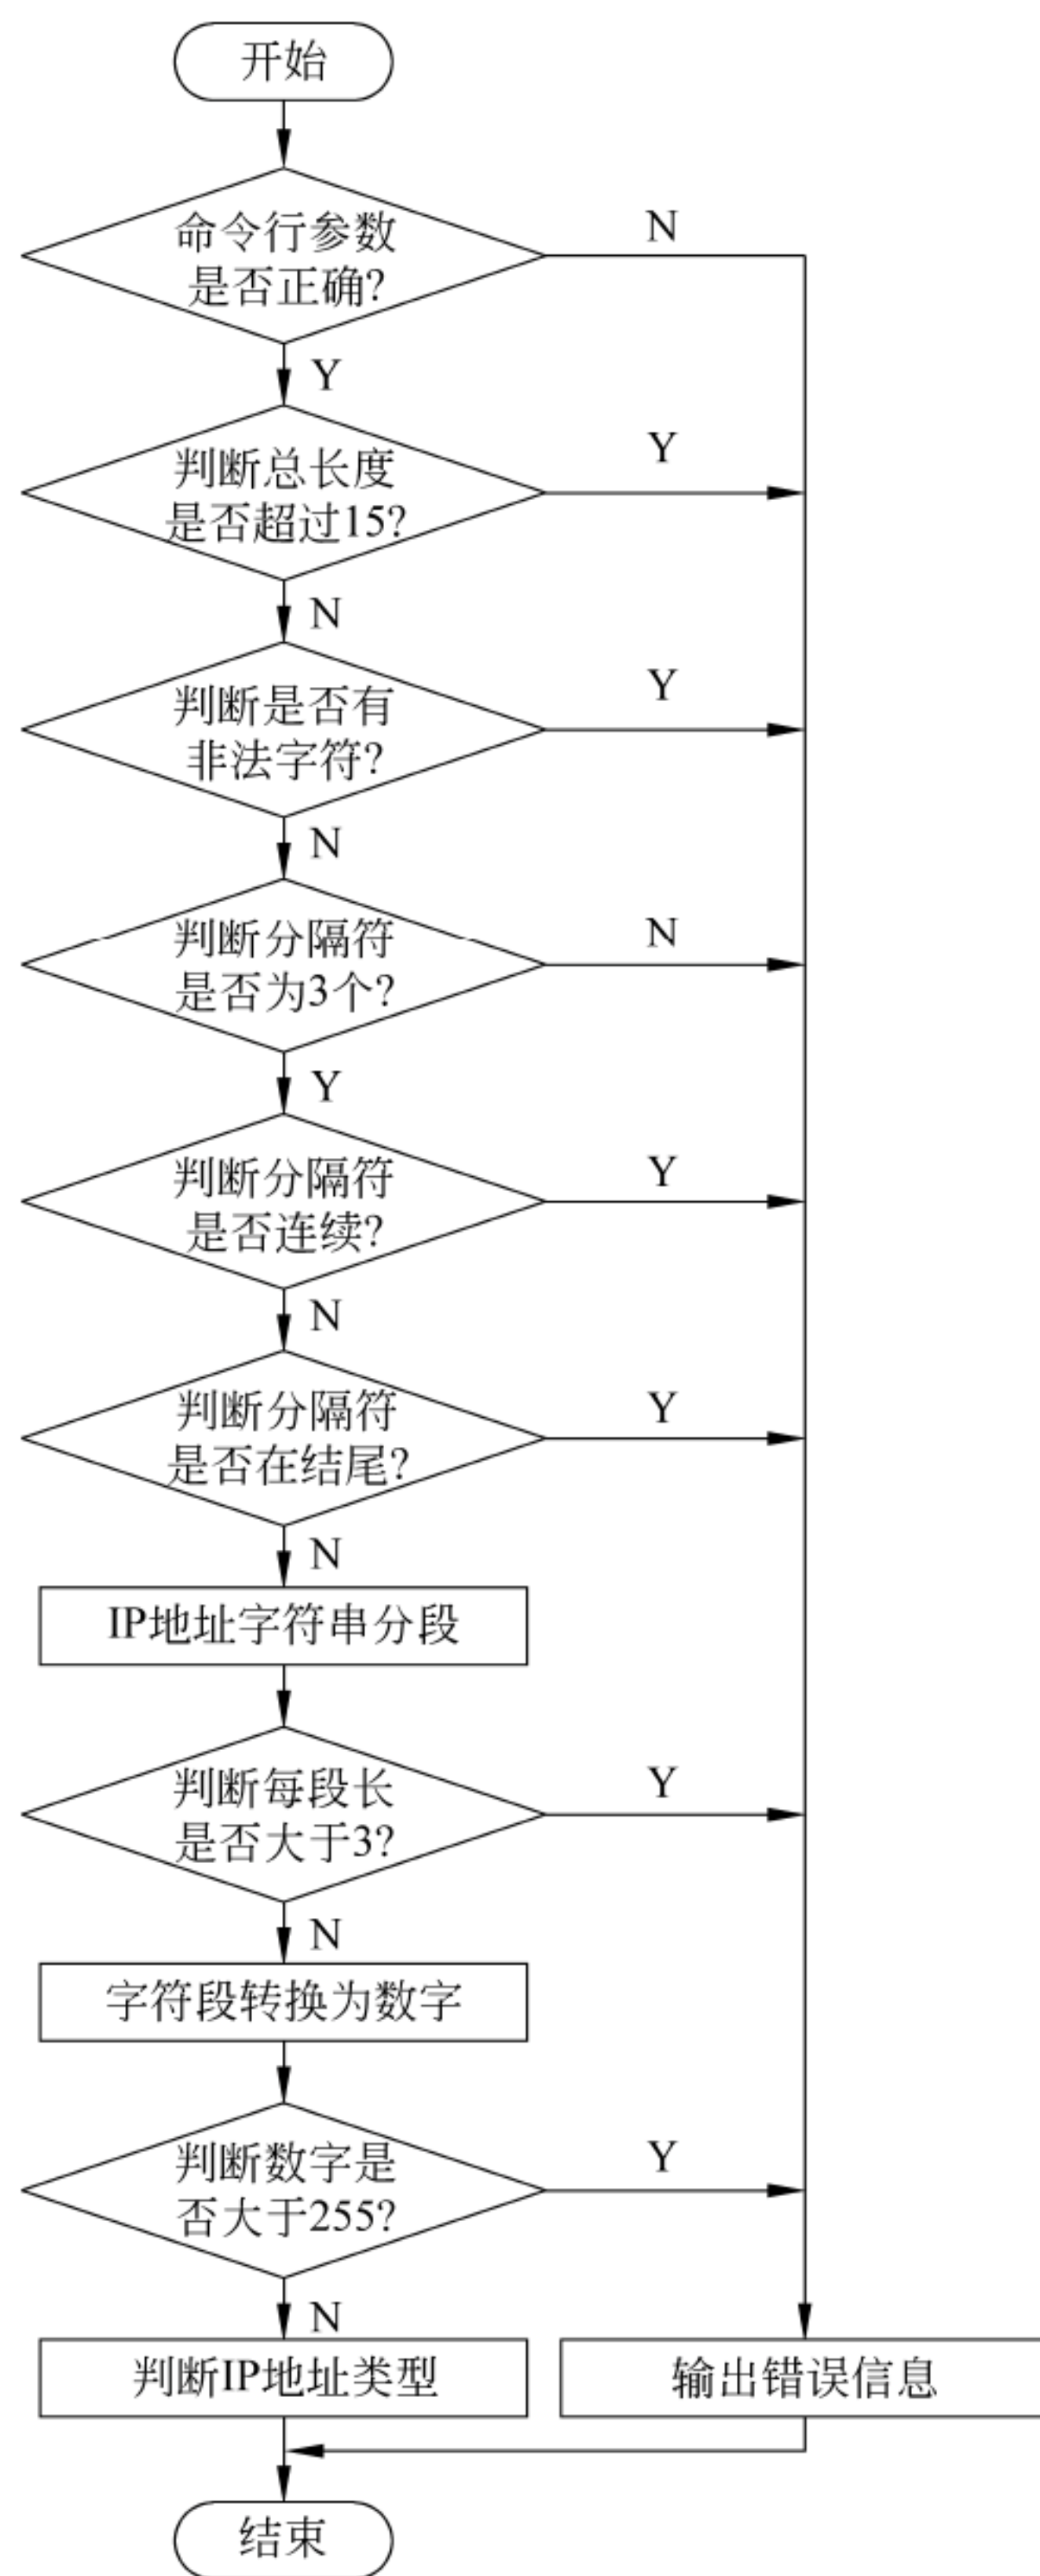 开始
命令行参数
是否正确?
N
Y
判断总长度
是否超过15?
Y
N
判断是否有
非法字符?
Y
N
判断分隔符
是否为3个?
N
Y
判断分隔符
是否连续?
Y
N
判断分隔符
是否在结尾?
Y
N
IP地址字符串分段
判断每段长
是否大于3?
Y
N
字符段转换为数字
判断数字是
否大于255?
Y
N
判断IP地址类型
输出错误信息
结束